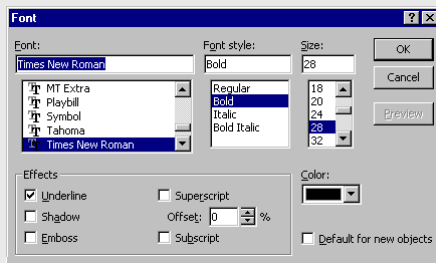 Font
Font: Font style: Size:
Times New Roman Bold 28 OK
MT Extra Regular 18 Cancel
Playbill Bold 20
Symbol Italic 24 Preview
Tahoma Bold Italic 28
Times New Roman 32
Effects Color:
Underline Superscript
Shadow Offset: 0 %
Emboss Subscript Default for new objects